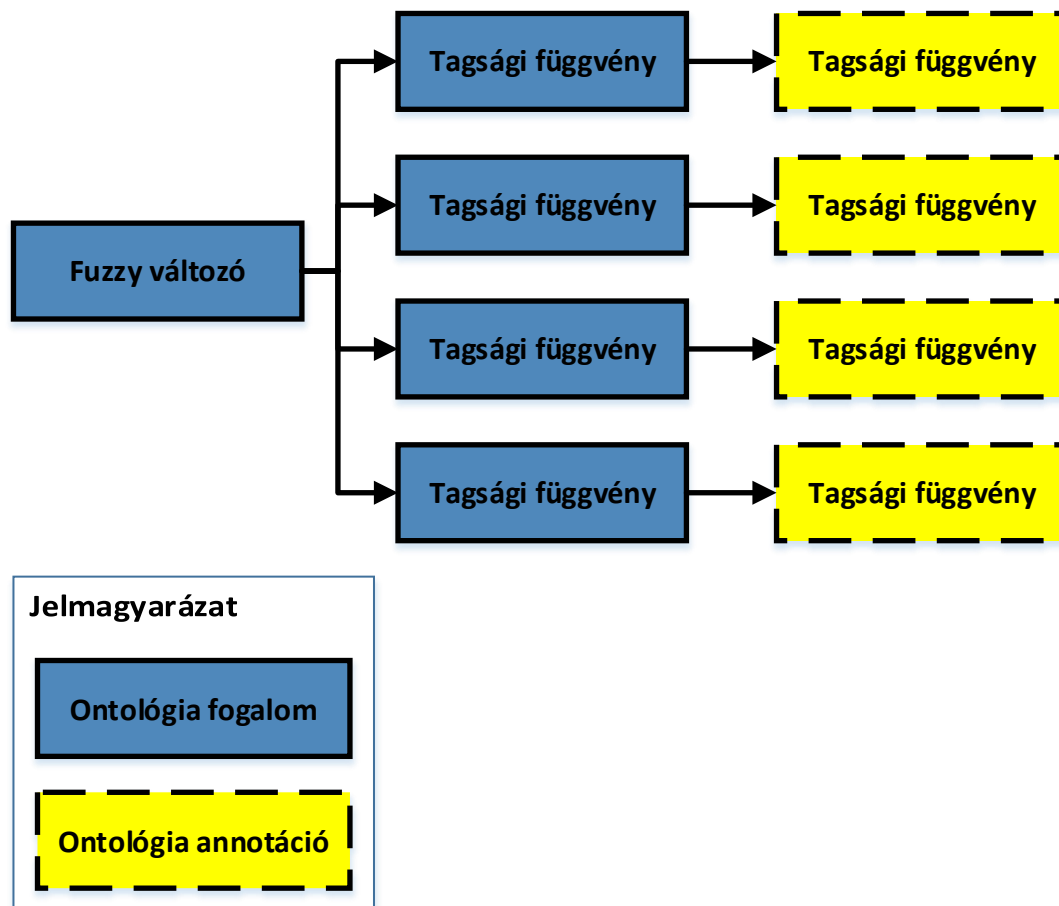 Tagsági függvény
Tagsági függvény
Tagsági függvény
Tagsági függvény
Fuzzy változó
Tagsági függvény
Tagsági függvény
Tagsági függvény
Tagsági függvény
Jelmagyarázat
Ontológia fogalom
Ontológia annotáció